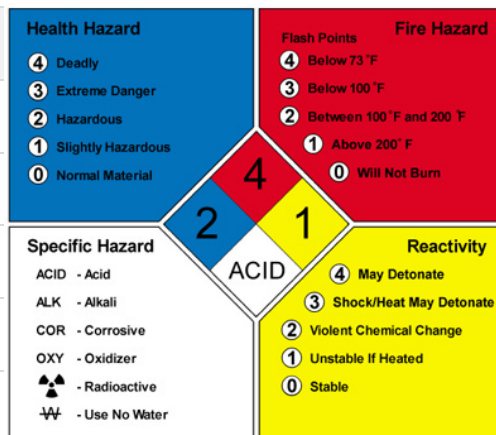 Health Hazard
4 Deadly
3 Extreme Danger
2 Hazardous
1 Slightly Hazardous
0 Normal Material
Fire Hazard
Flash Points
4 Below 73 °F
3 Below 100 °F
2 Between 100 °F and 200 °F
1 Above 200° F
0 Will Not Burn
4
2
1
ACID
Specific Hazard
ACID - Acid
ALK - Alkali
COR - Corrosive
OXY - Oxidizer
- Radioactive
W - Use No Water
Reactivity
4 May Detonate
3 Shock/Heat May Detonate
2 Violent Chemical Change
1 Unstable If Heated
0 Stable